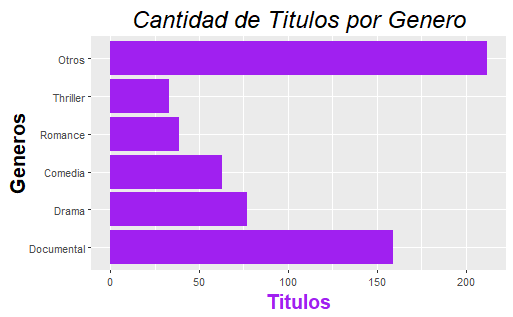 Cantidad de Titulos por Genero
Generos
Otros
Thriller
Romance
Comedia
Drama
Documental
0 50 100 150 200
Titulos